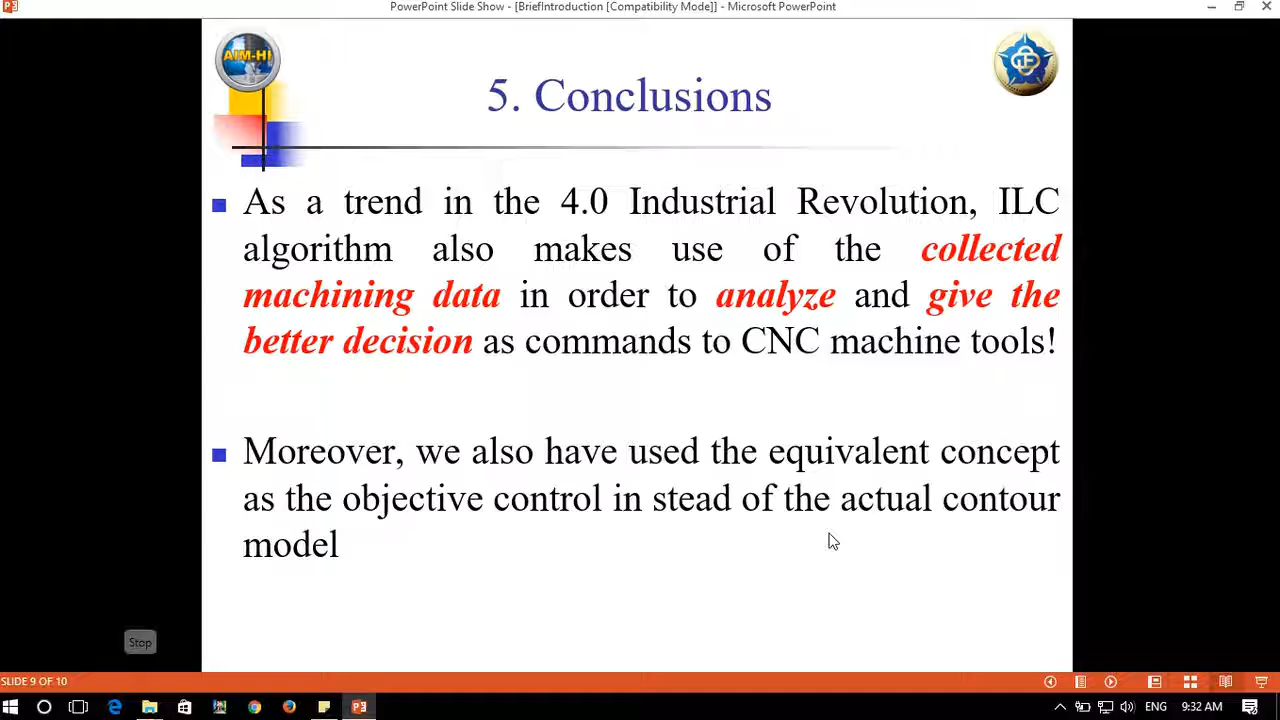 PowerPoint Slide Show - [BriefIntroduction [Compatibility Mode]] - Microsoft PowerPoint
AIM-HI
5. Conclusions
As a trend in the 4.0 Industrial Revolution, ILC
algorithm also makes use of the collected
machining data in order to analyze and give the
better decision as commands to CNC machine tools!
Moreover, we also have used the equivalent concept
as the objective control in stead of the actual contour
model
Stop
SLIDE 9 OF 10
ENG 9:32 AM